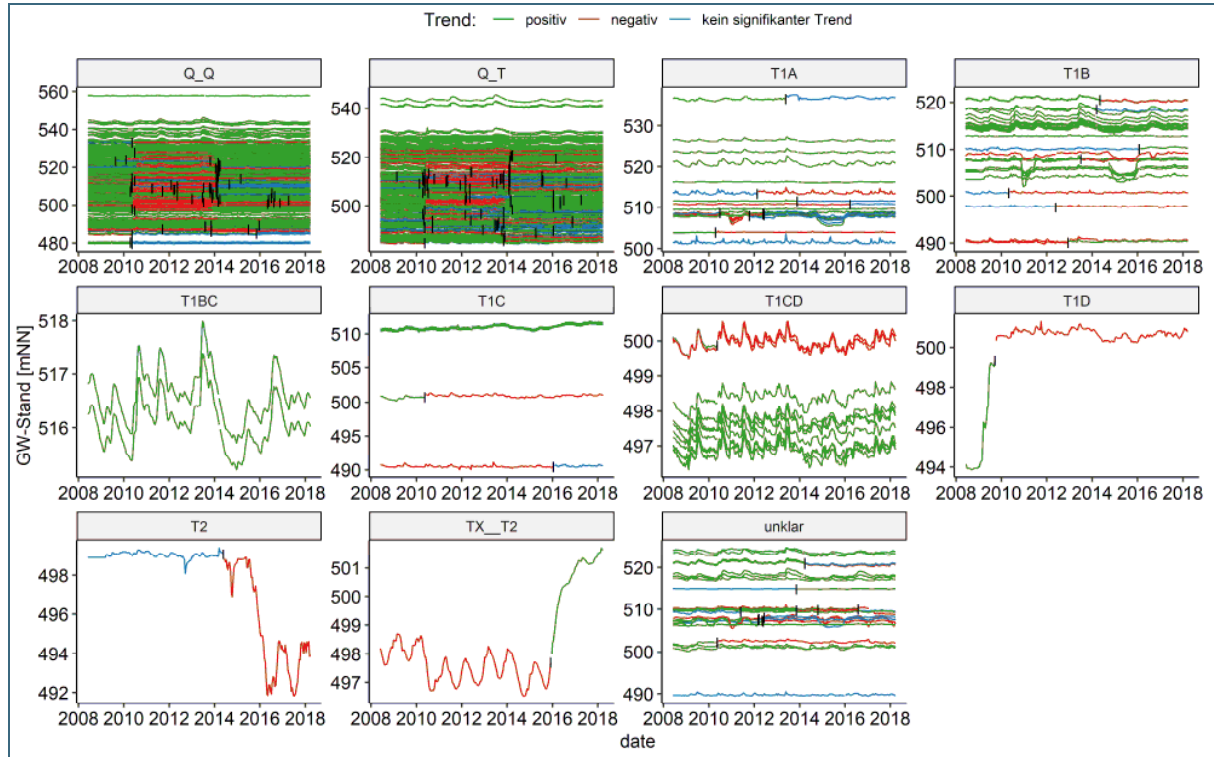 Trend: positiv negativ kein signifikanter Trend
Q_Q Q_T T1A T1B
560 540 530 520
540 520 520 510
520 500 510 500
500 500 490
480
2008 2010 2012 2014 2016 2018 2008 2010 2012 2014 2016 2018 2008 2010 2012 2014 2016 2018 2008 2010 2012 2014 2016 2018
T1BC T1C T1CD T1D
518 510 500 500
517 505 499 498
516 500 498 496
495 497 494
490
2008 2010 2012 2014 2016 2018 2008 2010 2012 2014 2016 2018 2008 2010 2012 2014 2016 2018 2008 2010 2012 2014 2016 2018
GW-Stand [mNN]
T2 TX__T2 unklar
498 501 520
496 500 510
494 499 500
492 498 490
497
2008 2010 2012 2014 2016 2018 2008 2010 2012 2014 2016 2018 2008 2010 2012 2014 2016 2018
date